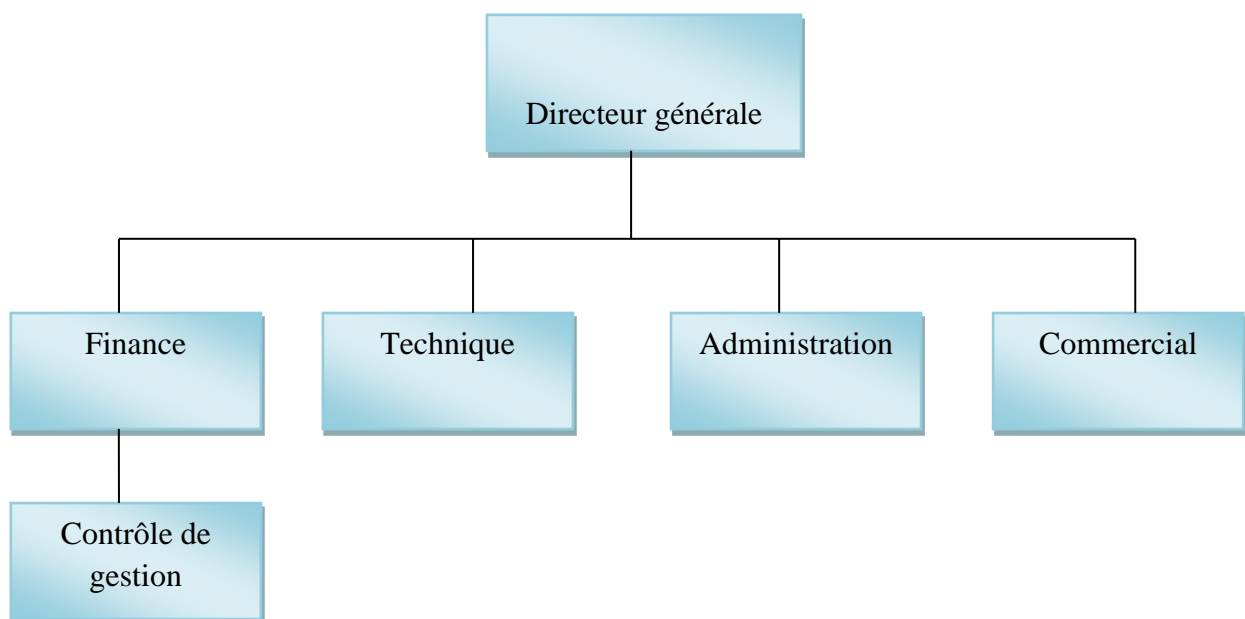 Directeur générale
Finance
Technique
Administration
Commercial
Contrôle de
gestion